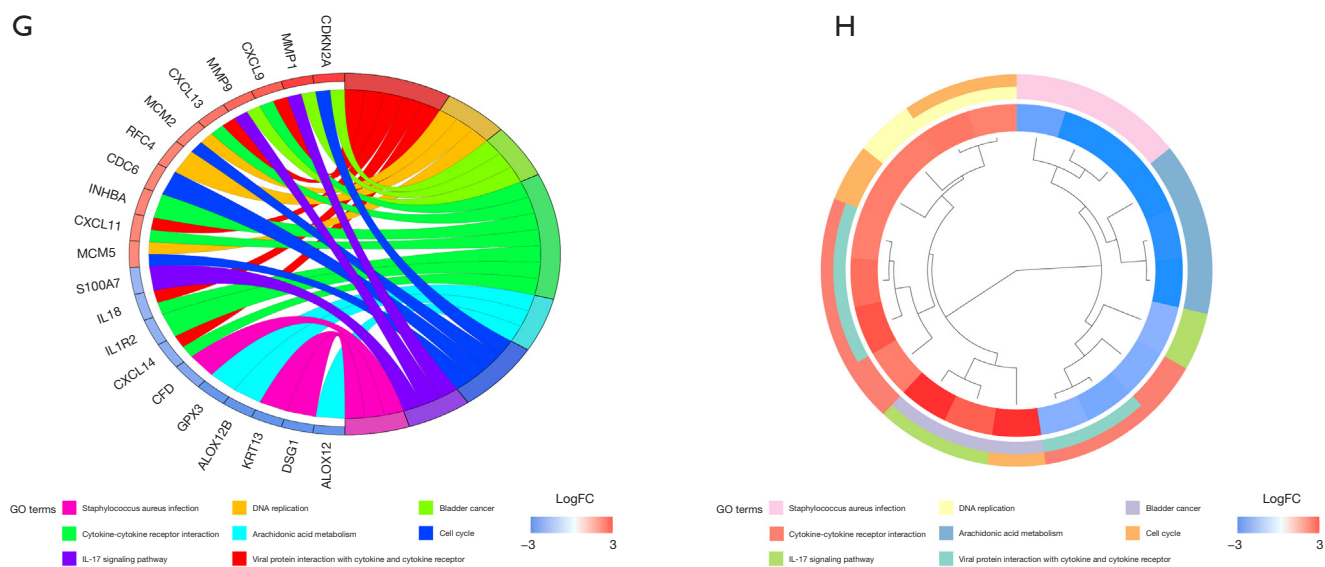 G
H
CDKN2A
MMP1
CXCL9
MMP9
CXCL13
MCM2
RFC4
CDC6
INHBA
CXCL11
MCM5
S100A7
IL18
IL1R2
CXCL14
CFD
GPX3
ALOX12B
KRT13
DSG1
ALOX12
GO terms
Staphylococcus aureus infection
DNA replication
Bladder cancer
Cytokine-cytokine receptor interaction
Arachidonic acid metabolism
Cell cycle
IL-17 signaling pathway
Viral protein interaction with cytokine and cytokine receptor
LogFC
−3
3
GO terms
Staphylococcus aureus infection
DNA replication
Bladder cancer
Cytokine-cytokine receptor interaction
Arachidonic acid metabolism
Cell cycle
IL-17 signaling pathway
Viral protein interaction with cytokine and cytokine receptor
LogFC
−3
3